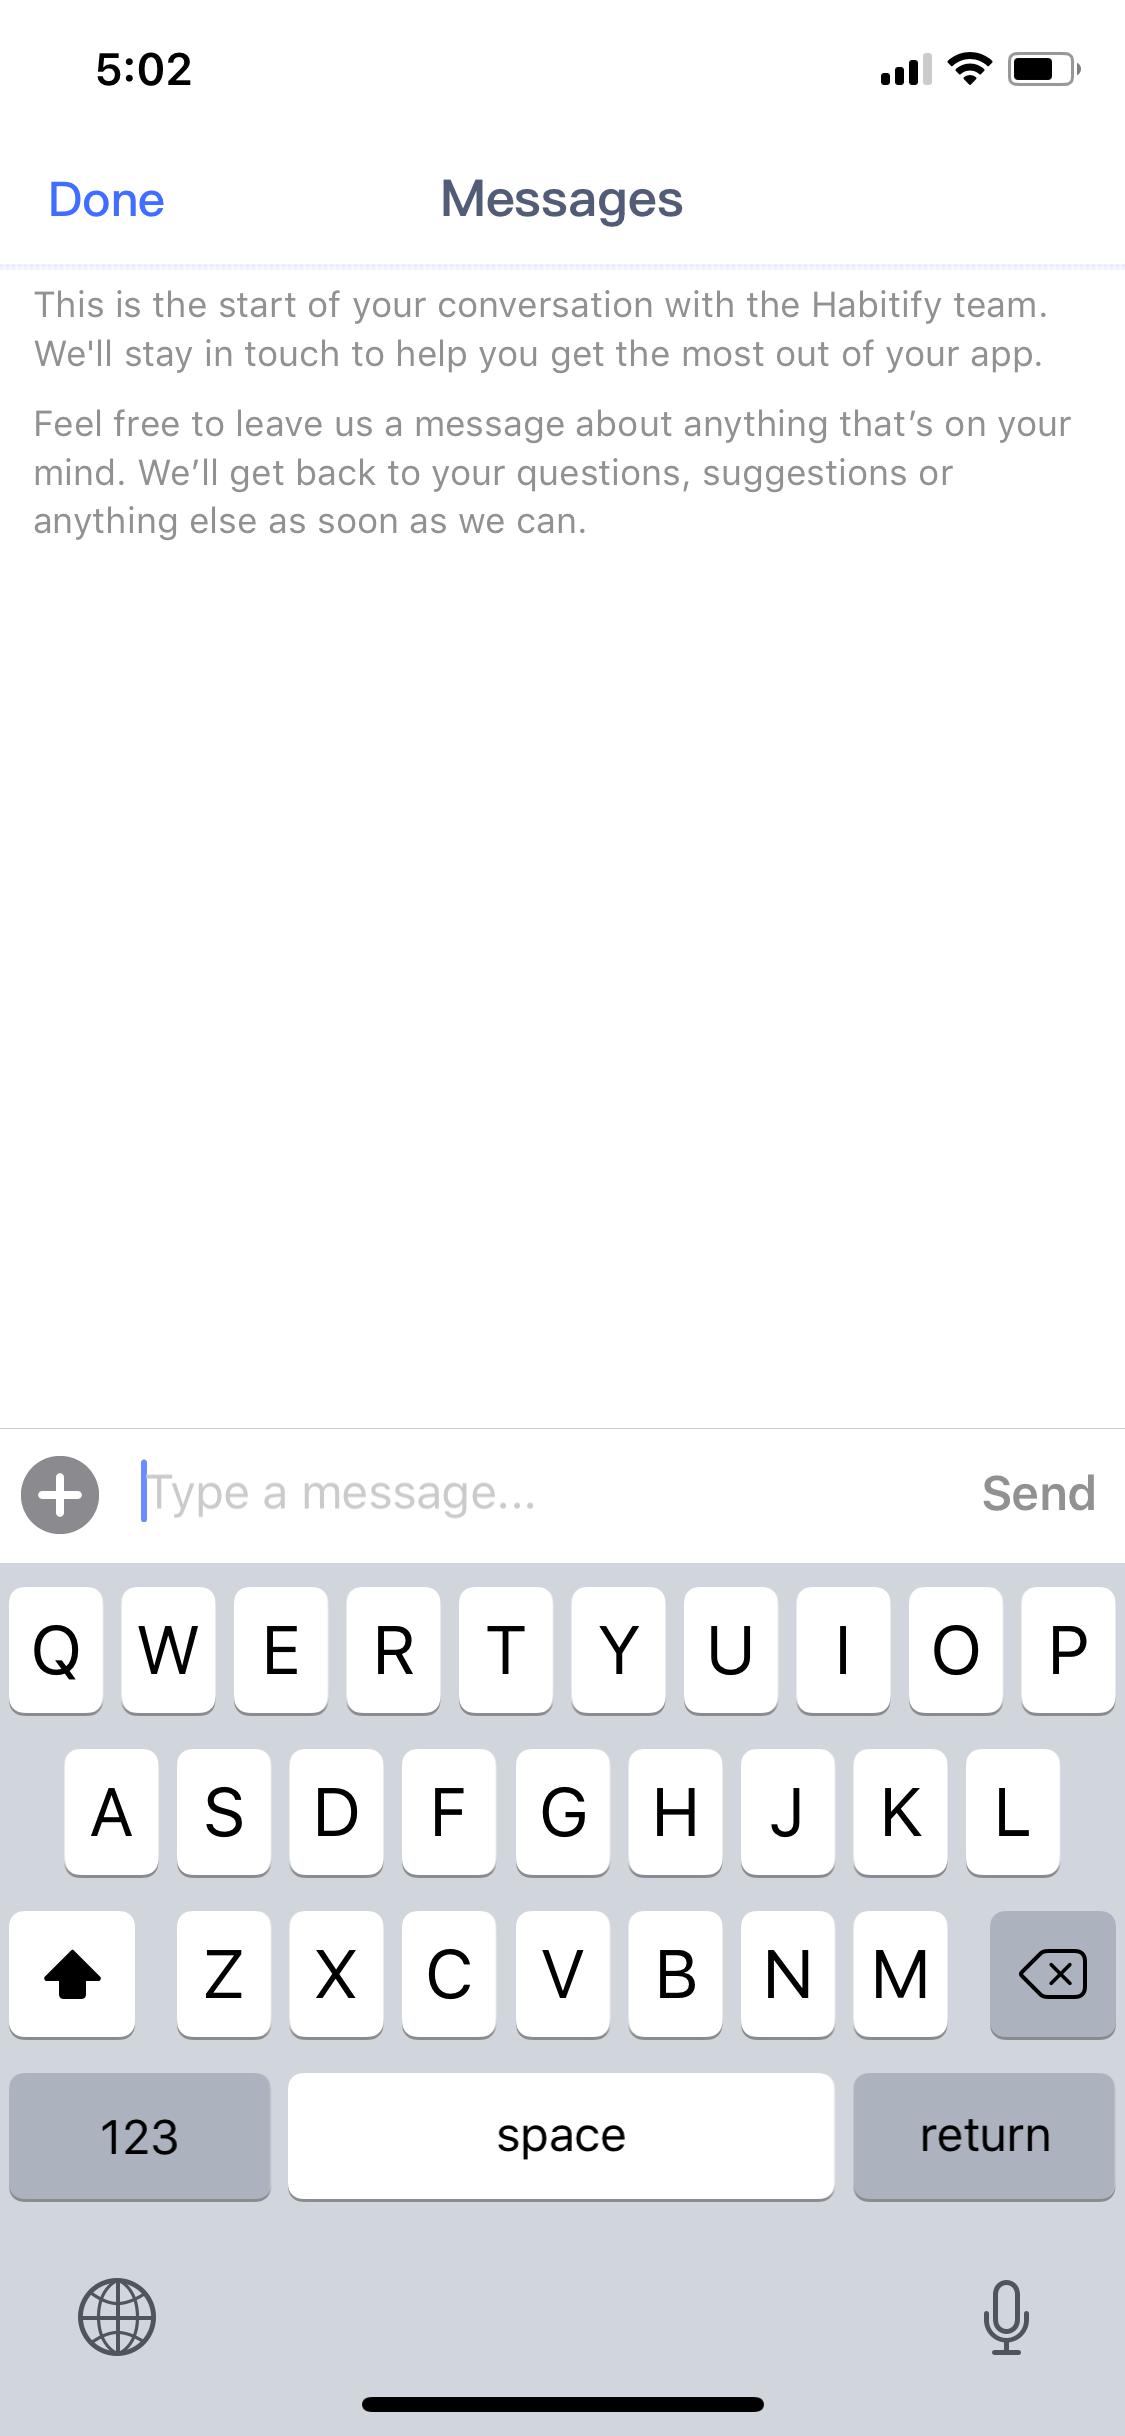 5:02
Done
Messages
This is the start of your conversation with the Habitify team.
We'll stay in touch to help you get the most out of your app.
Feel free to leave us a message about anything that’s on your
mind. We’ll get back to your questions, suggestions or
anything else as soon as we can.
Type a message...
Send
Q W E R T Y U I O P
A S D F G H J K L
Z X C V B N M
123 space return